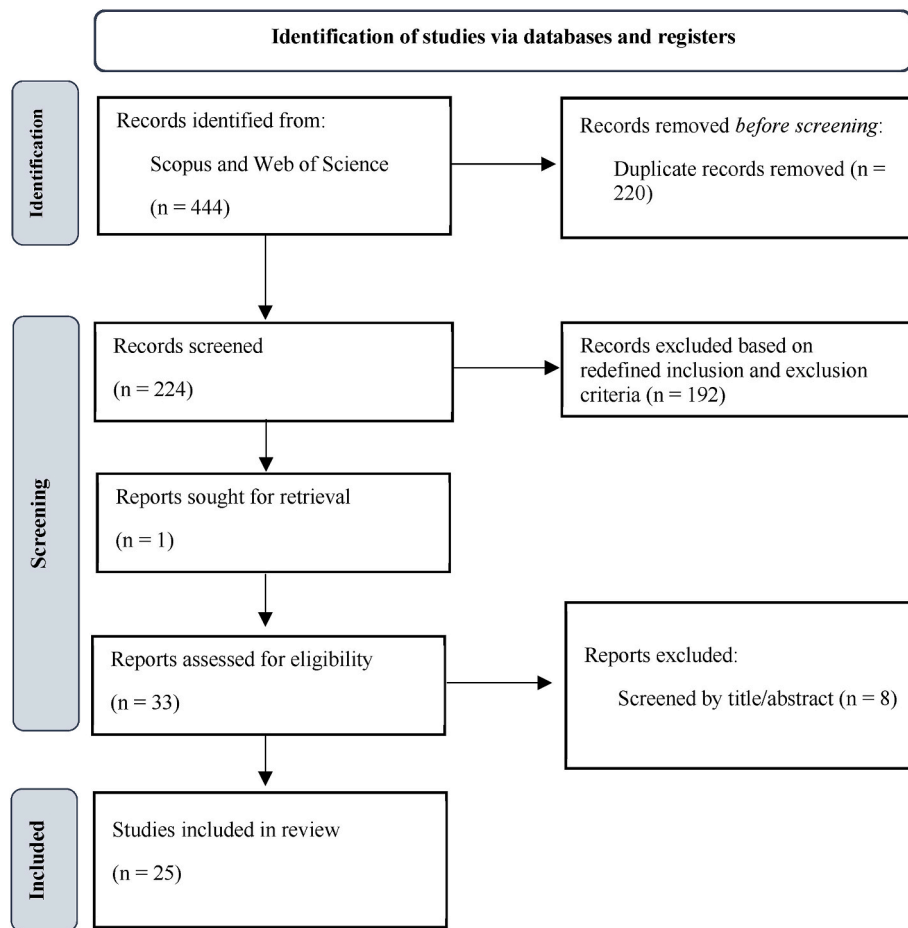 Identification of studies via databases and registers
Identification
Records identified from:
Scopus and Web of Science
(n = 444)
Records removed before screening:
Duplicate records removed (n =
220)
Screening
Records screened
(n = 224)
Records excluded based on
redefined inclusion and exclusion
criteria (n = 192)
Reports sought for retrieval
(n = 1)
Reports assessed for eligibility
(n = 33)
Reports excluded:
Screened by title/abstract (n = 8)
Included
Studies included in review
(n = 25)